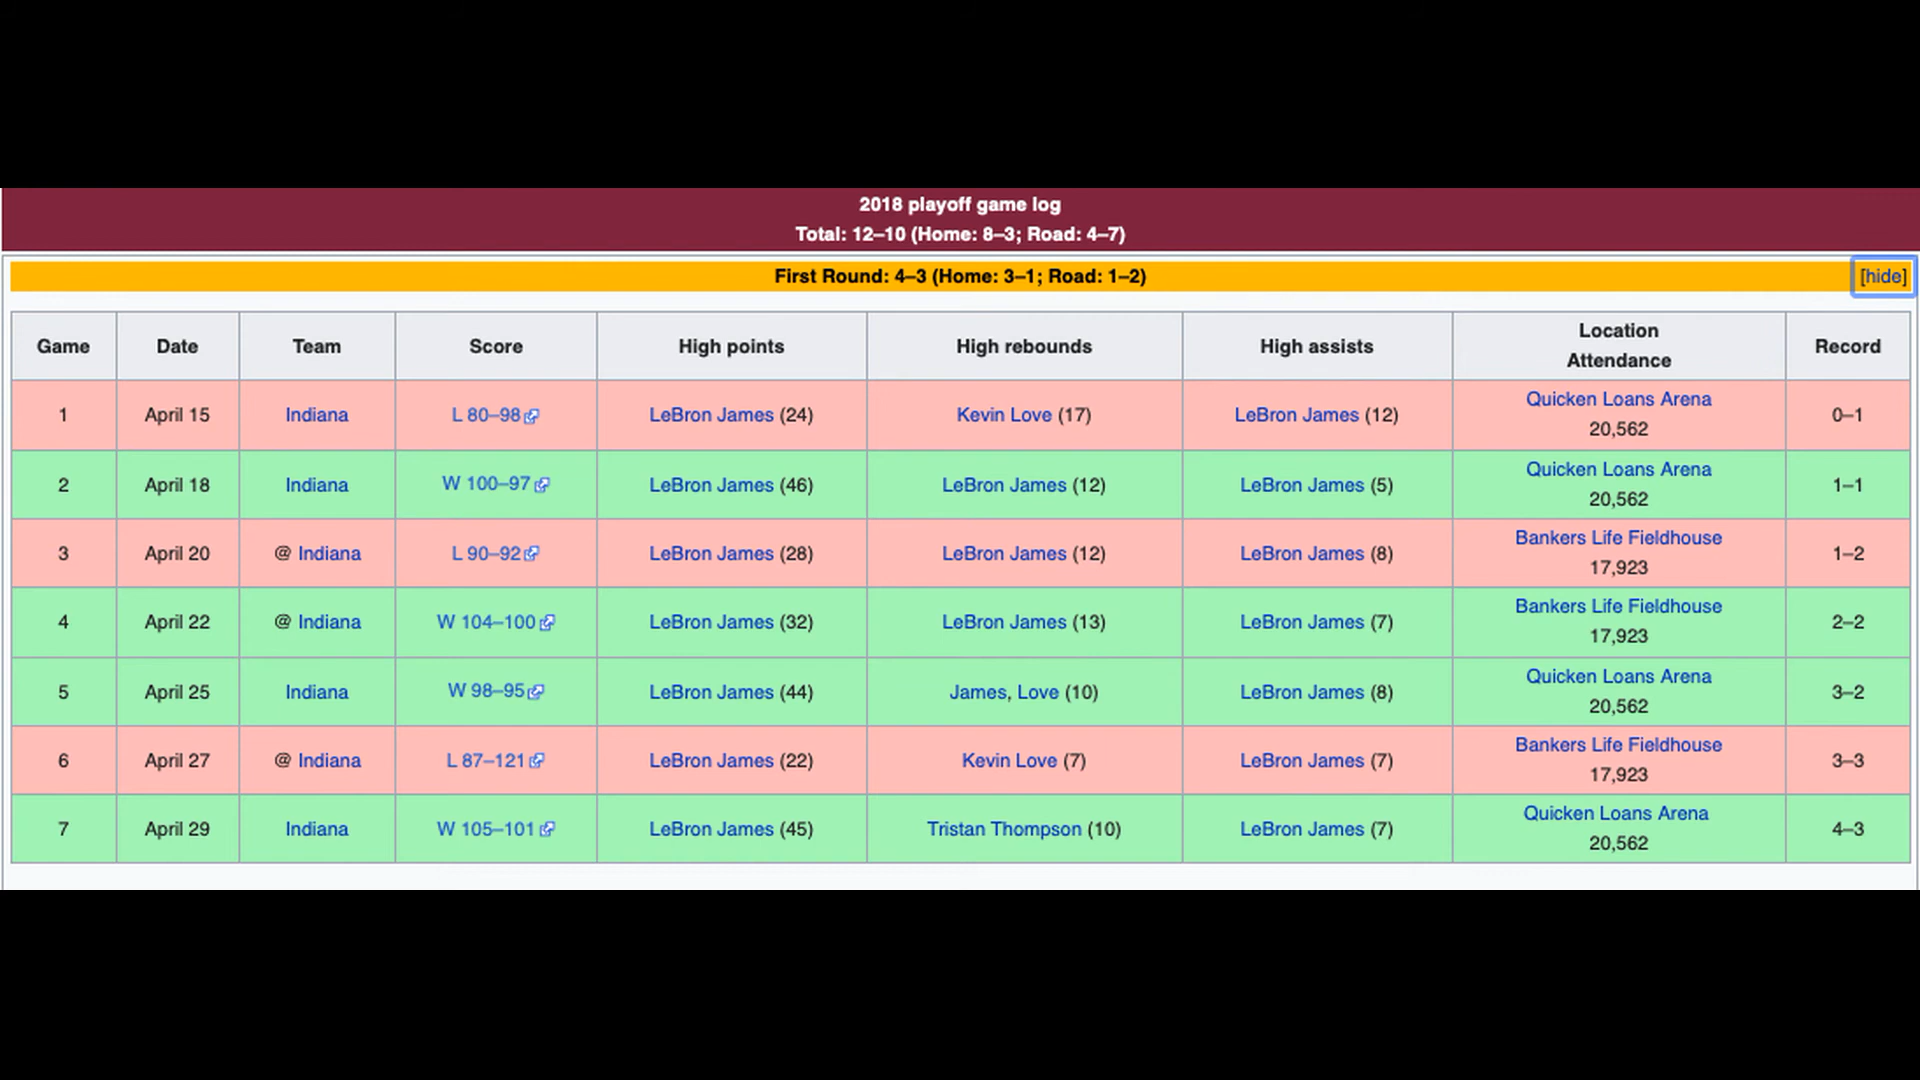 2018 playoff game log
Total: 12–10 (Home: 8–3; Road: 4–7)
First Round: 4–3 (Home: 3–1; Road: 1–2)
[hide]
Game Date Team Score High points High rebounds High assists Location Attendance Record
1 April 15 Indiana L 80–98 LeBron James (24) Kevin Love (17) LeBron James (12) Quicken Loans Arena 20,562 0–1
2 April 18 Indiana W 100–97 LeBron James (46) LeBron James (12) LeBron James (5) Quicken Loans Arena 20,562 1–1
3 April 20 @ Indiana L 90–92 LeBron James (28) LeBron James (12) LeBron James (8) Bankers Life Fieldhouse 17,923 1–2
4 April 22 @ Indiana W 104–100 LeBron James (32) LeBron James (13) LeBron James (7) Bankers Life Fieldhouse 17,923 2–2
5 April 25 Indiana W 98–95 LeBron James (44) James, Love (10) LeBron James (8) Quicken Loans Arena 20,562 3–2
6 April 27 @ Indiana L 87–121 LeBron James (22) Kevin Love (7) LeBron James (7) Bankers Life Fieldhouse 17,923 3–3
7 April 29 Indiana W 105–101 LeBron James (45) Tristan Thompson (10) LeBron James (7) Quicken Loans Arena 20,562 4–3